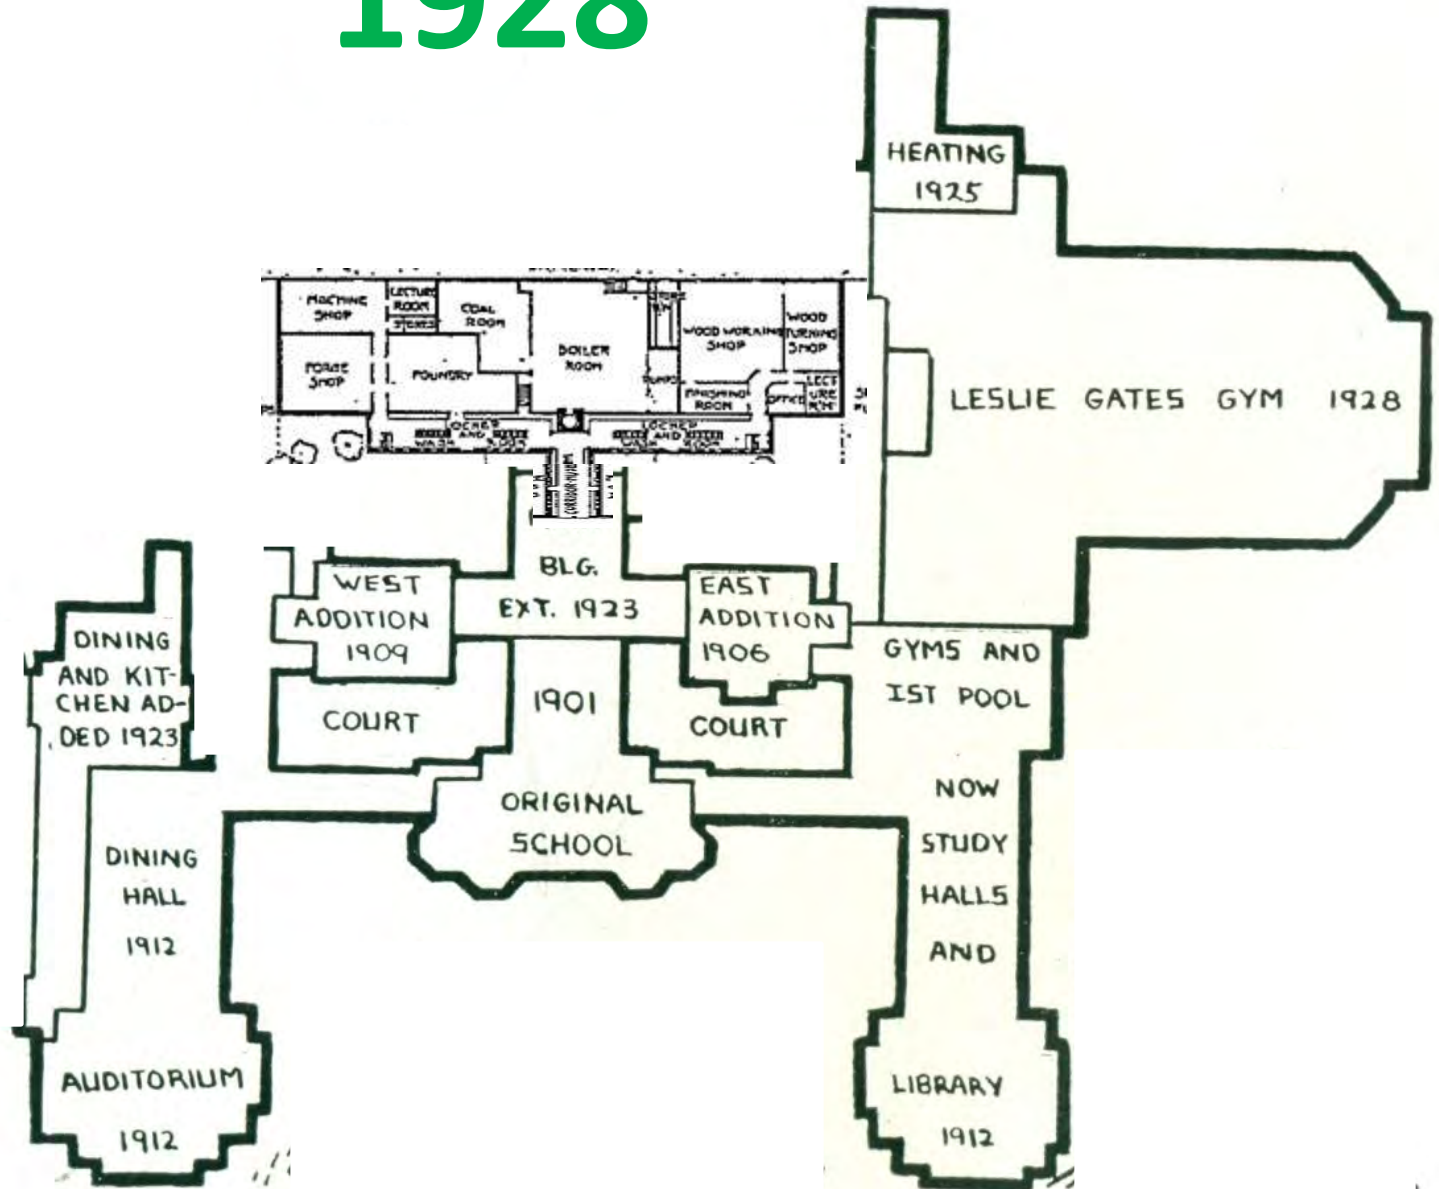 1928
HEATING
1925
MACHINE
SHOP
LECTURE
ROOM
STORES
COAL
ROOM
BOILER
ROOM
WOOD WORKING
SHOP
WOOD
TURNING
SHOP
FORGE
SHOP
FOUNDRY
FINISHING
ROOM
OFFICE
LECT
URE
R'M
LOCKER
AND
WASH ROOM
LOCKER
AND
WASH ROOM
LESLIE GATES GYM 1928
BLG.
EXT. 1923
WEST
ADDITION
1909
EAST
ADDITION
1906
DINING
AND KIT-
CHEN AD-
DED 1923
GYMS AND
IST POOL
COURT
1901
COURT
ORIGINAL
SCHOOL
NOW
STUDY
HALLS
AND
DINING
HALL
1912
AUDITORIUM
1912
LIBRARY
1912